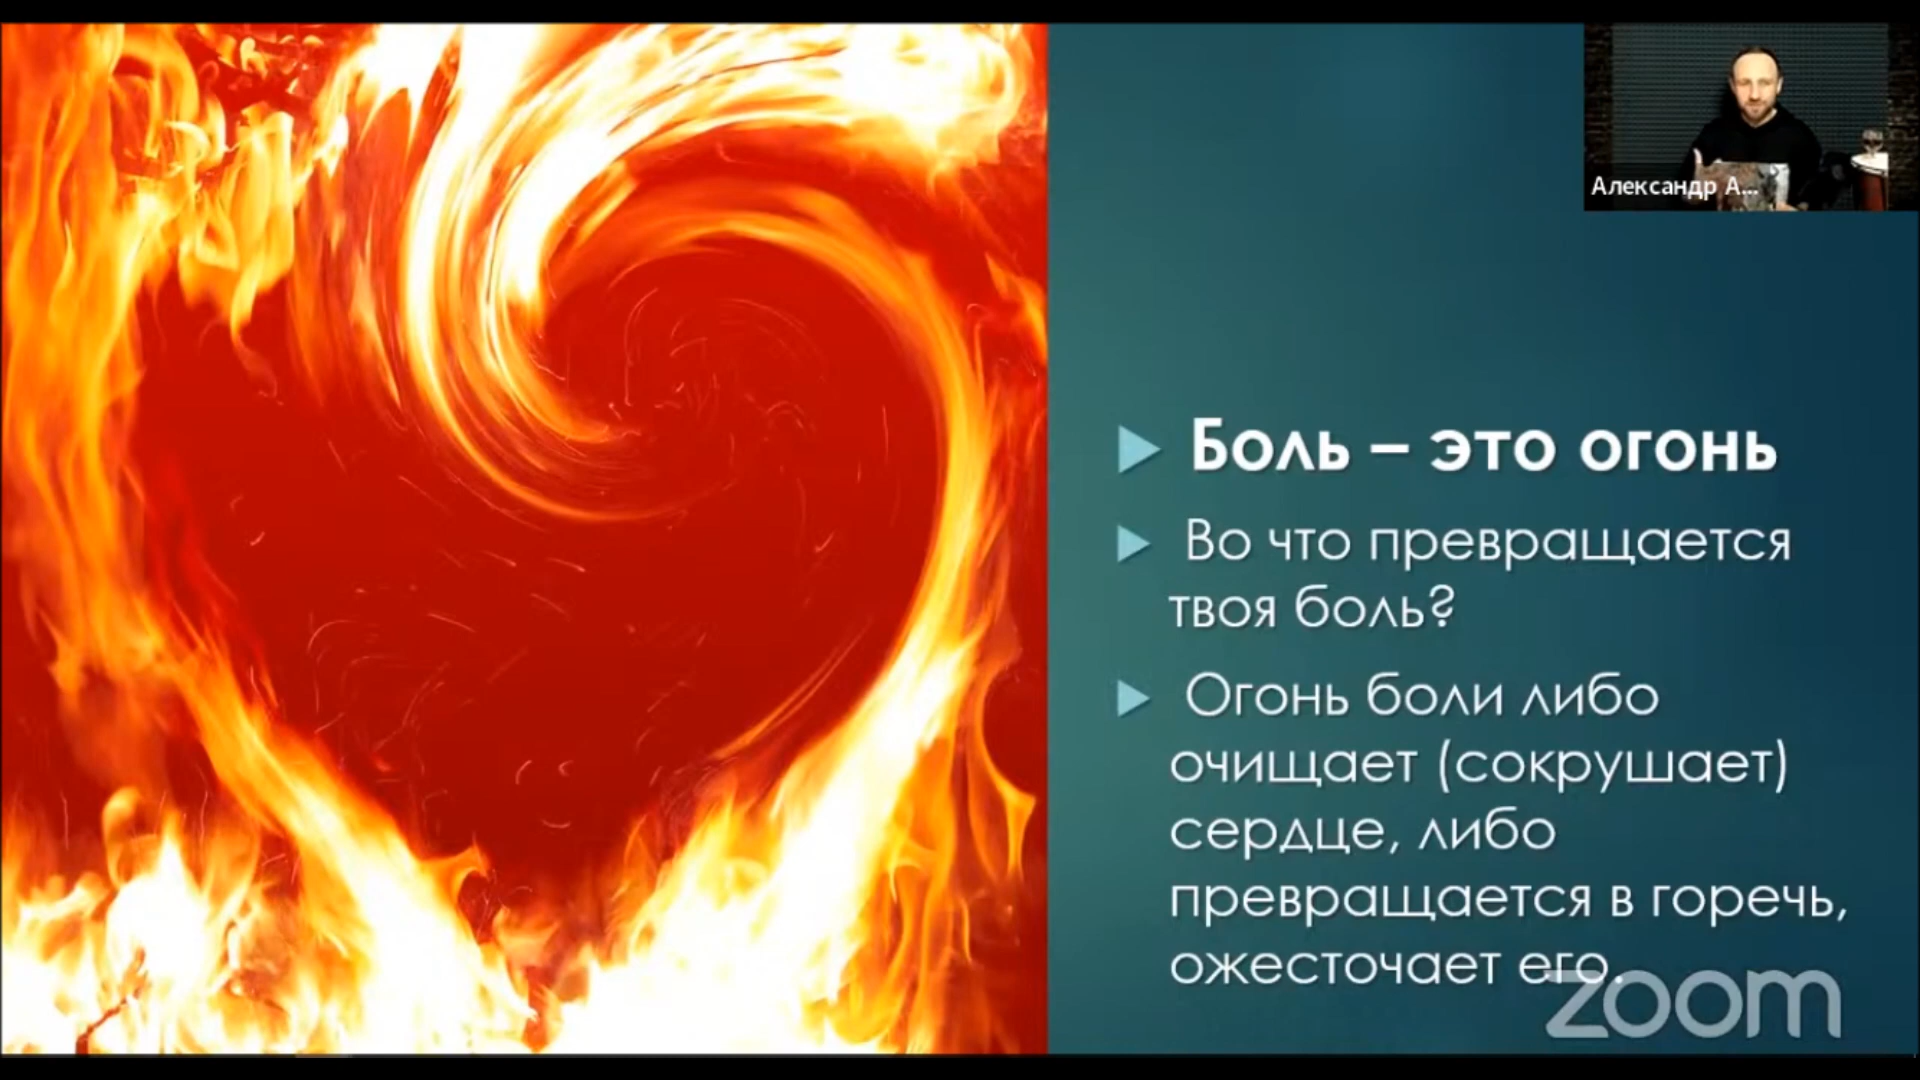 Александр А...
Боль – это огонь
Во что превращается
твоя боль?
Огонь боли либо
очищает (сокрушает)
сердце, либо
превращается в горечь,
ожесточает его.
zoom